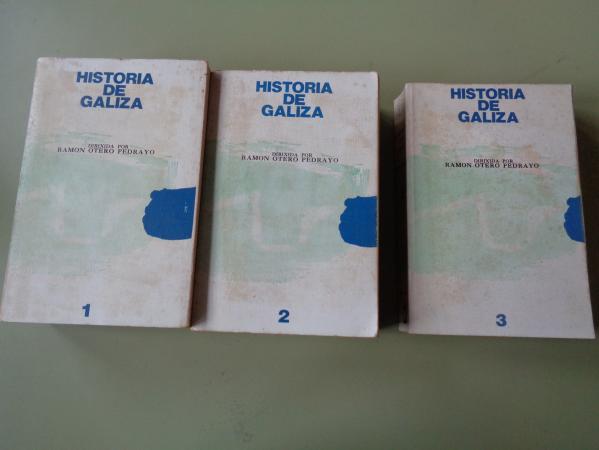 HISTORIA
DE
GALIZA
DIRIXIDA POR
RAMON OTERO PEDRAYO
1
HISTORIA
DE
GALIZA
DIRIXIDA POR
RAMON OTERO PEDRAYO
2
HISTORIA
DE
GALIZA
DIRIXIDA POR
RAMON OTERO PEDRAYO
3